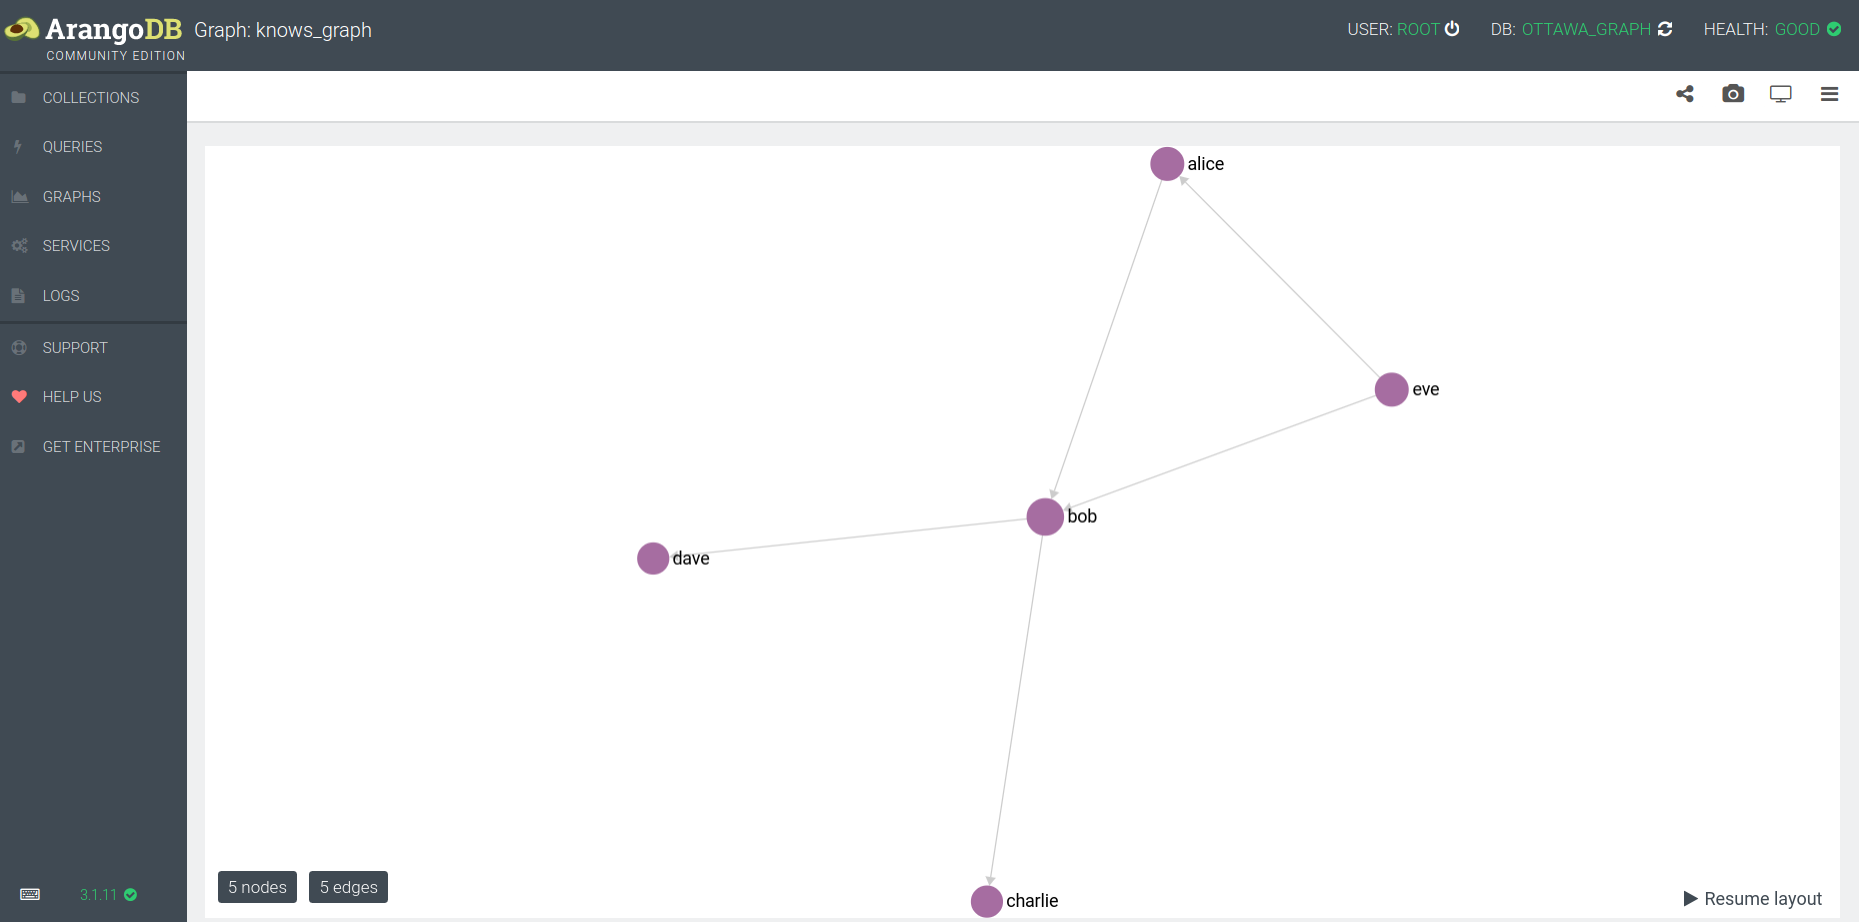 ArangoDB Graph: knows_graph USER: ROOT DB: OTTAWA_GRAPH HEALTH: GOOD
COMMUNITY EDITION
COLLECTIONS
QUERIES
GRAPHS
SERVICES
LOGS
SUPPORT
HELP US
GET ENTERPRISE
3.1.11
alice
eve
bob
dave
charlie
5 nodes 5 edges
Resume layout